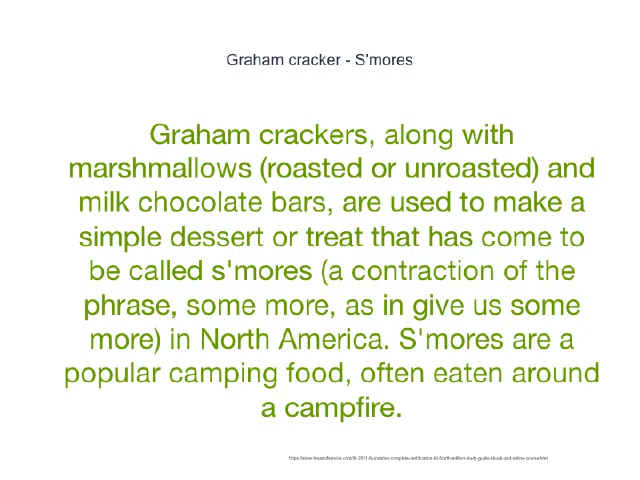 Graham cracker - S'mores
Graham crackers, along with
marshmallows (roasted or unroasted) and
milk chocolate bars, are used to make a
simple dessert or treat that has come to
be called s'mores (a contraction of the
phrase, some more, as in give us some
more) in North America. S'mores are a
popular camping food, often eaten around
a campfire.